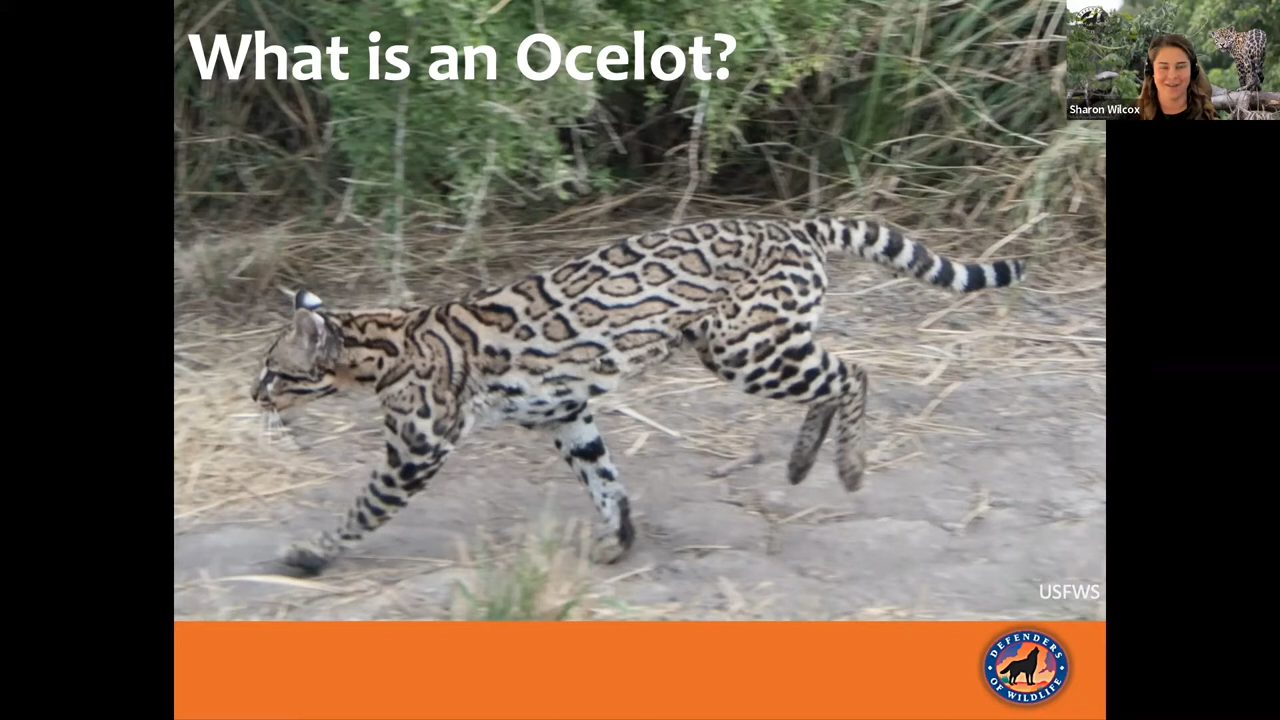 What is an Ocelot?
Sharon Wilcox
USFWS
DEFENDERS
OF WILDLIFE